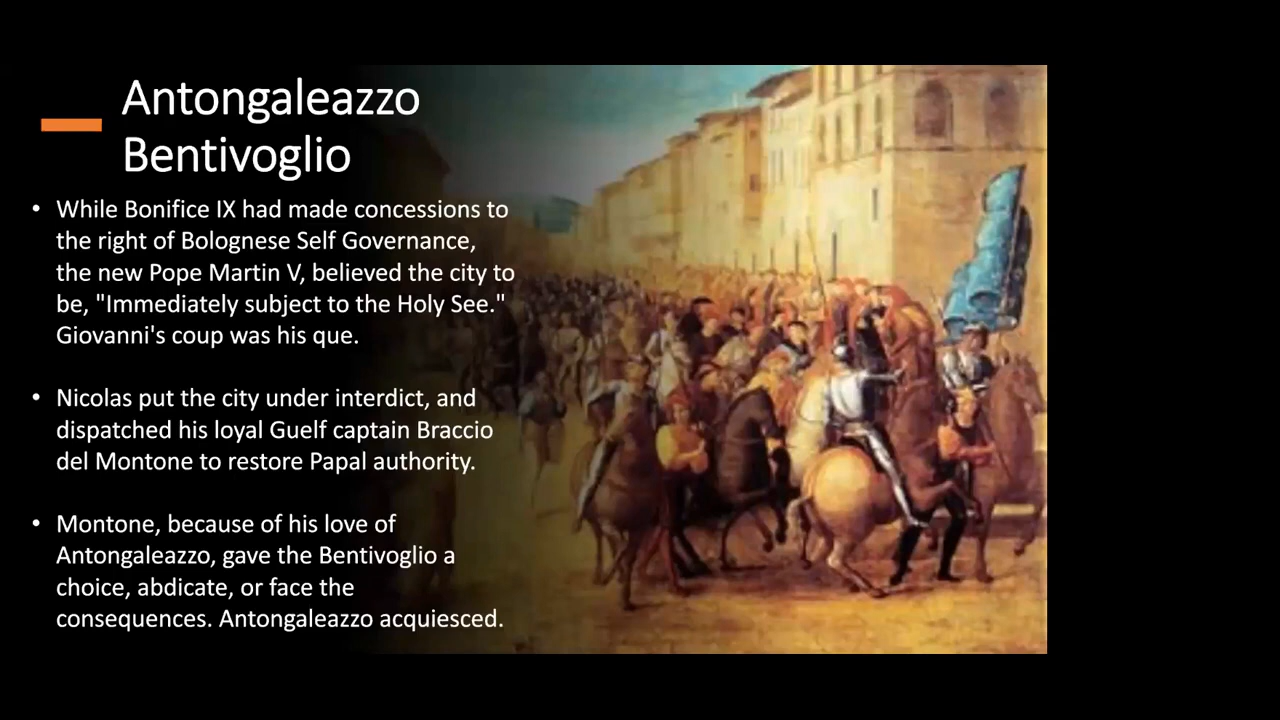 Antongaleazzo
Bentivoglio
• While Bonifice IX had made concessions to
the right of Bolognese Self Governance,
the new Pope Martin V, believed the city to
be, "Immediately subject to the Holy See."
Giovanni's coup was his que.
• Nicolas put the city under interdict, and
dispatched his loyal Guelf captain Braccio
del Montone to restore Papal authority.
• Montone, because of his love of
Antongaleazzo, gave the Bentivoglio a
choice, abdicate, or face the
consequences. Antongaleazzo acquiesced.